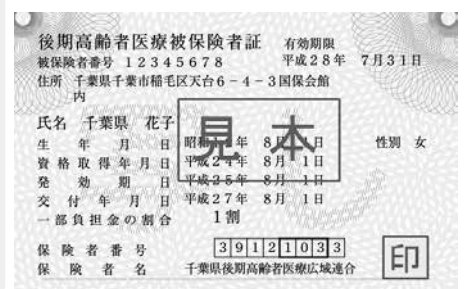 後期高齢者医療被保険者証 有効期限
被保険者番号 12345678 平成28年 7月31日
住所 千葉県千葉市稲毛区天台6-4-3国保会館
内
氏名 千葉県 花子
見本
生年月日 昭和 年 8月 1日 性別 女
資格取得年月日 平成24年 8月 1日
発効期日 平成25年 8月 1日
交付年月日 平成27年 8月 1日
一部負担金の割合 1割
保険者番号 39121033
保険者名 千葉県後期高齢者医療広域連合
印